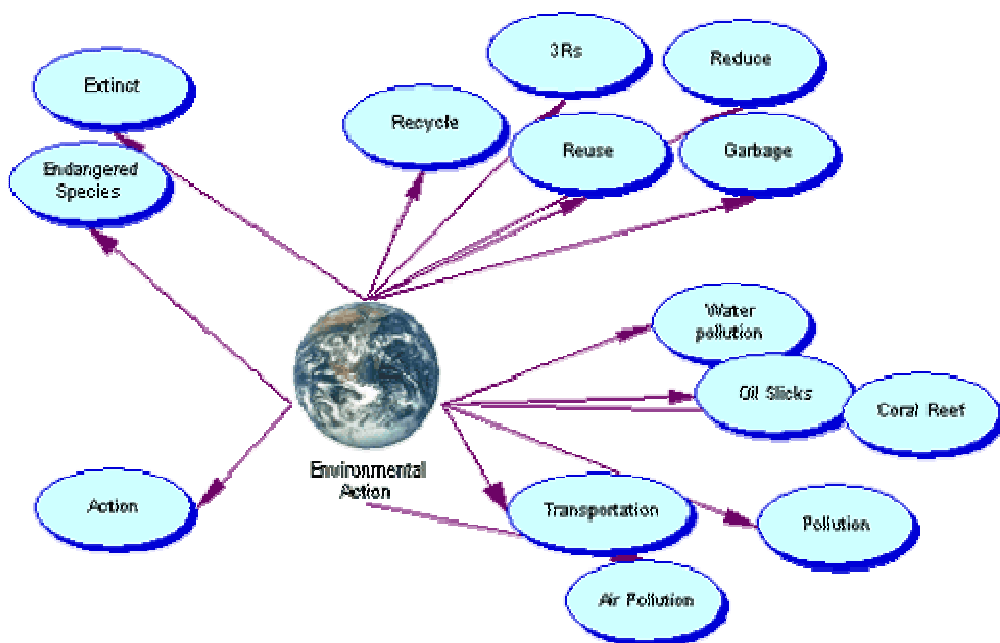 3Rs
Reduce
Extinct
Recycle
Reuse
Garbage
Endangered
Species
Water
pollution
Oil Slicks
Coral Reef
Environmental
Action
Action
Transportation
Pollution
Air Pollution